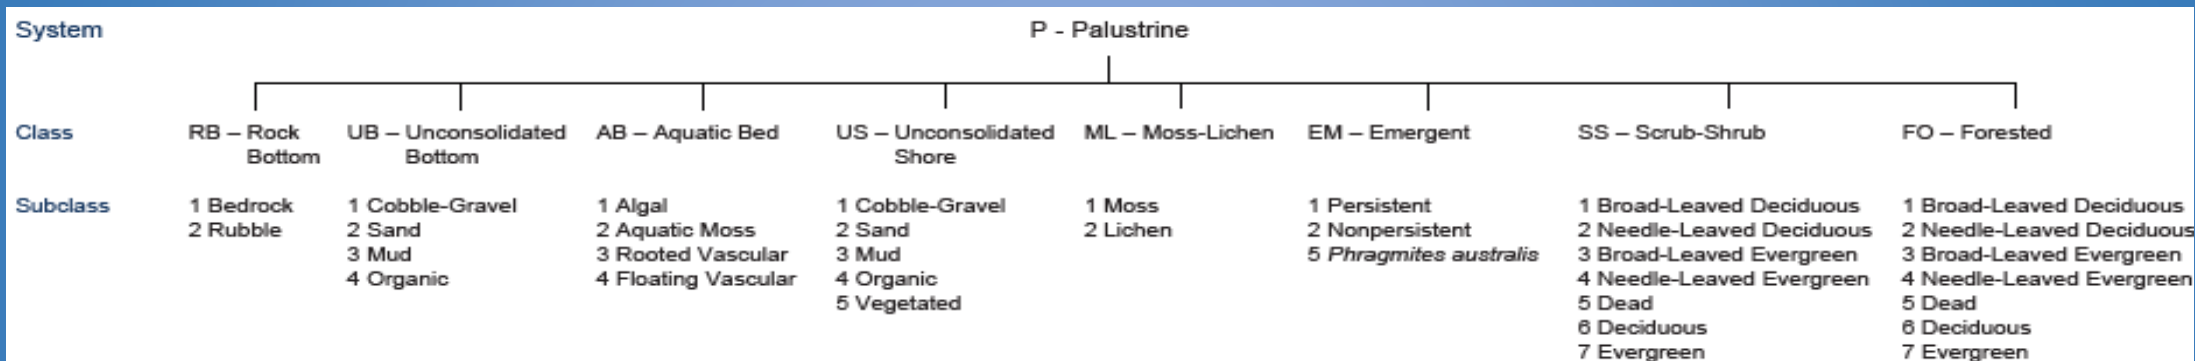 System
P - Palustrine
Class
RB – Rock Bottom
UB – Unconsolidated Bottom
AB – Aquatic Bed
US – Unconsolidated Shore
ML – Moss-Lichen
EM – Emergent
SS – Scrub-Shrub
FO – Forested
Subclass
1 Bedrock
2 Rubble
1 Cobble-Gravel
2 Sand
3 Mud
4 Organic
1 Algal
2 Aquatic Moss
3 Rooted Vascular
4 Floating Vascular
1 Cobble-Gravel
2 Sand
3 Mud
4 Organic
5 Vegetated
1 Moss
2 Lichen
1 Persistent
2 Nonpersistent
5 Phragmites australis
1 Broad-Leaved Deciduous
2 Needle-Leaved Deciduous
3 Broad-Leaved Evergreen
4 Needle-Leaved Evergreen
5 Dead
6 Deciduous
7 Evergreen
1 Broad-Leaved Deciduous
2 Needle-Leaved Deciduous
3 Broad-Leaved Evergreen
4 Needle-Leaved Evergreen
5 Dead
6 Deciduous
7 Evergreen